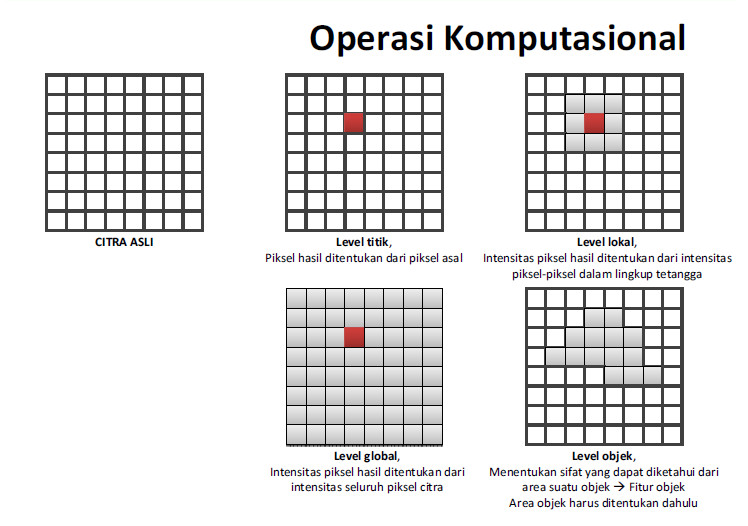 Operasi Komputasional
CITRA ASLI
Level titik,
Piksel hasil ditentukan dari piksel asal
Level lokal,
Intensitas piksel hasil ditentukan dari intensitas
piksel-piksel dalam lingkup tetangga
Level global,
Intensitas piksel hasil ditentukan dari
intensitas seluruh piksel citra
Level objek,
Menentukan sifat yang dapat diketahui dari
area suatu objek → Fitur objek
Area objek harus ditentukan dahulu